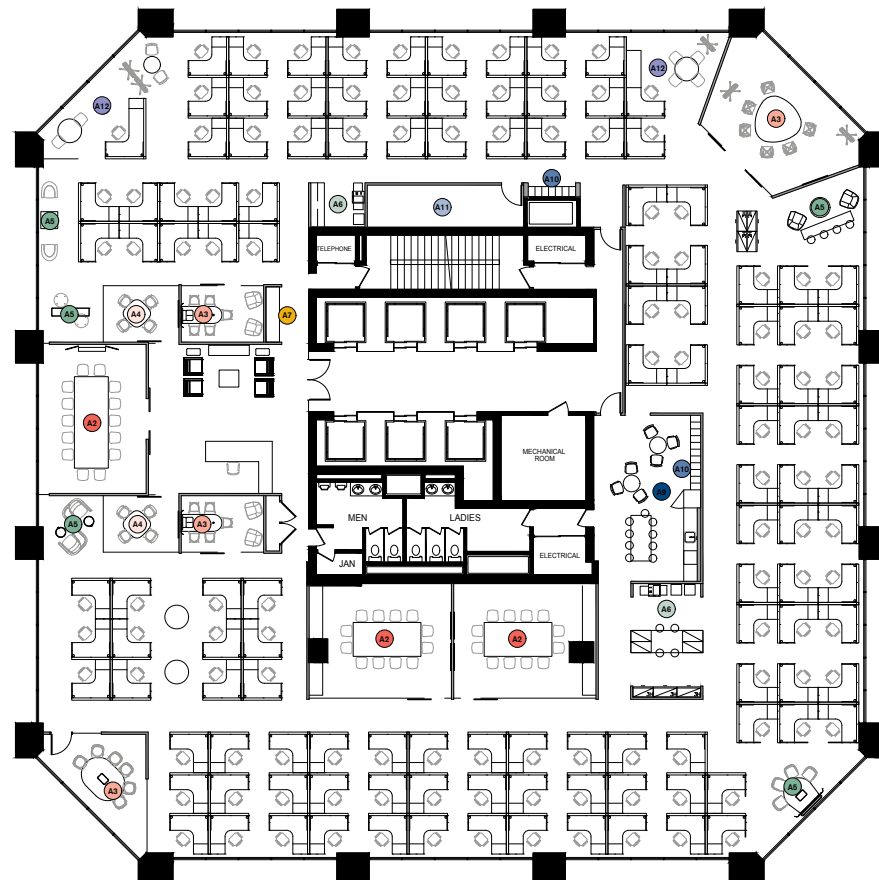 A12
A12
A3
A10
A6
A11
A5
A5
TELEPHONE
ELECTRICAL
A5
A4
A3
A7
A2
MECHANICAL
ROOM
A10
A9
A5
A4
A3
MEN
LADIES
ELECTRICAL
JAN
A6
A2
A2
A3
A5